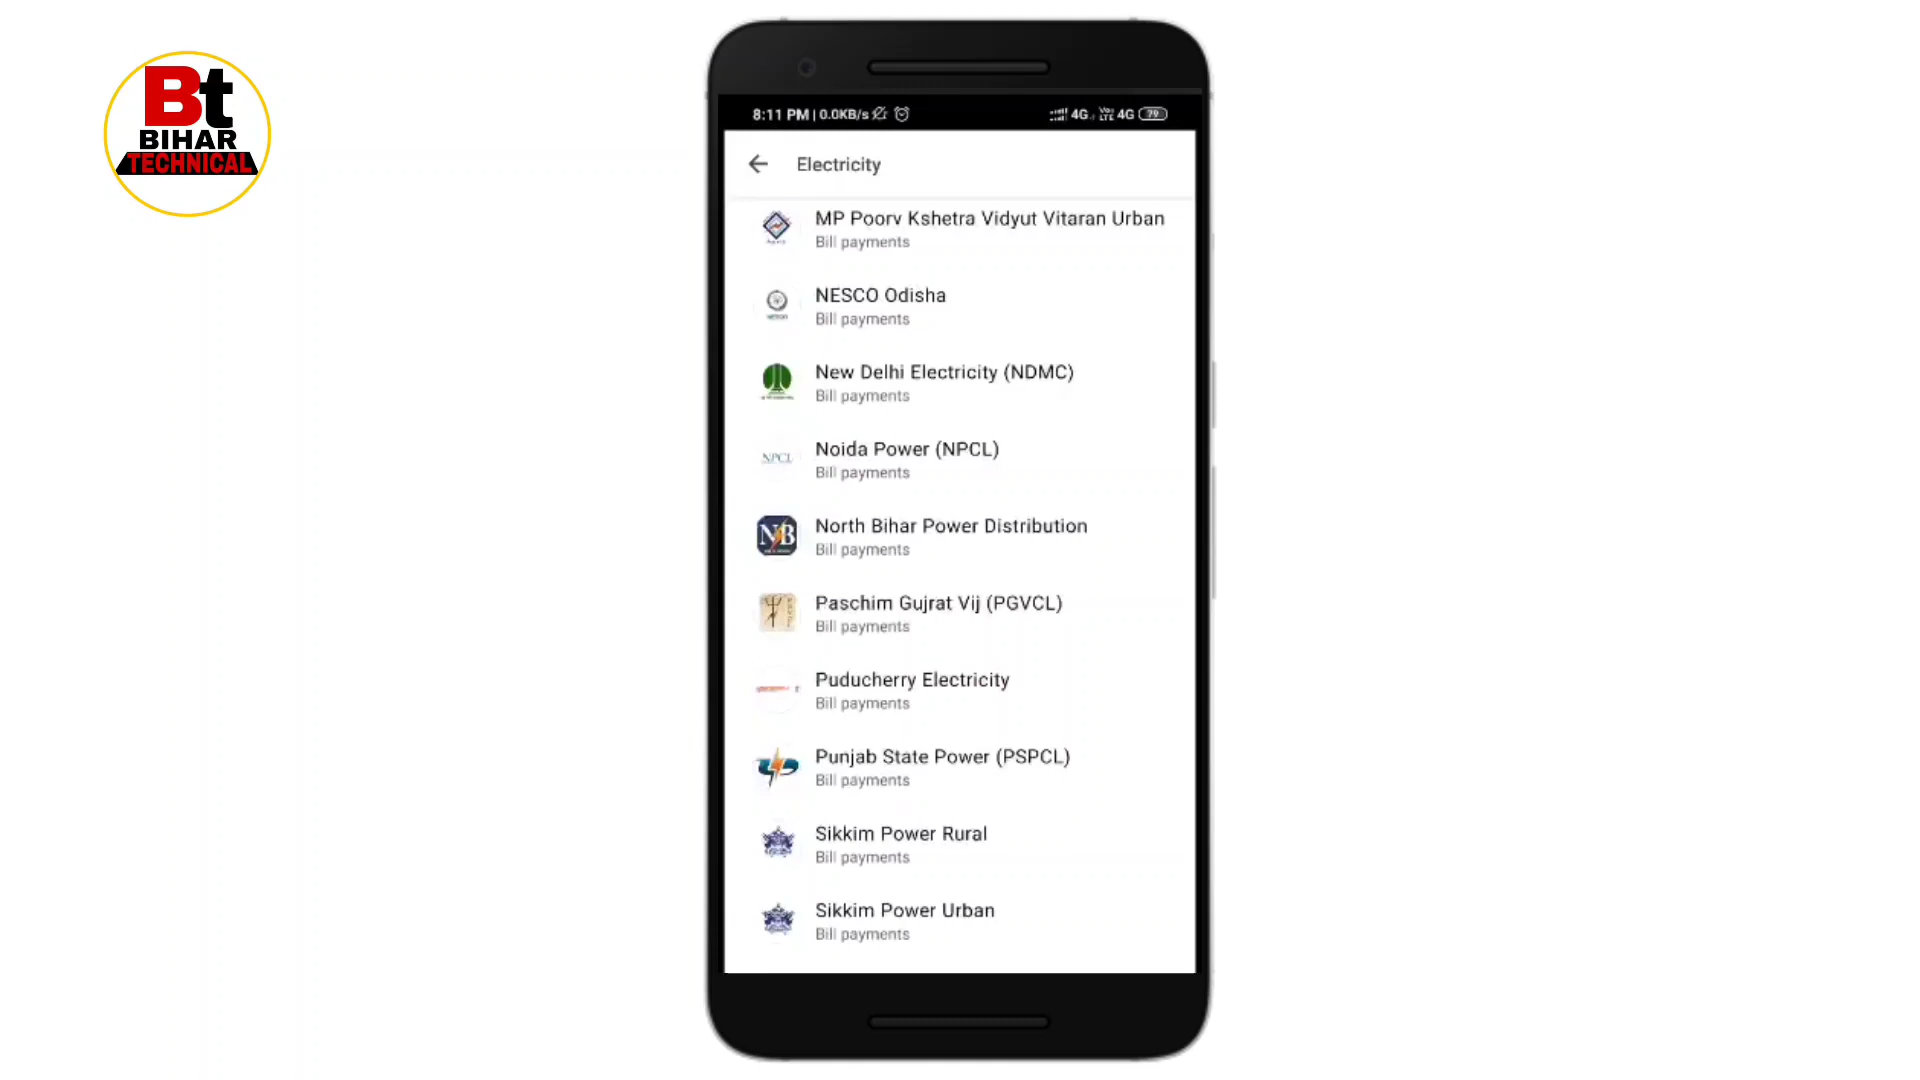 Bt
BIHAR
TECHNICAL
8:11 PM | 0.0KB/s
4G VoLTE 4G 79
Electricity
MP Poorv Kshetra Vidyut Vitaran Urban
Bill payments
NESCO Odisha
Bill payments
New Delhi Electricity (NDMC)
Bill payments
NPCL
Noida Power (NPCL)
Bill payments
NB
North Bihar Power Distribution
Bill payments
Paschim Gujrat Vij (PGVCL)
Bill payments
Puducherry Electricity
Bill payments
Punjab State Power (PSPCL)
Bill payments
Sikkim Power Rural
Bill payments
Sikkim Power Urban
Bill payments